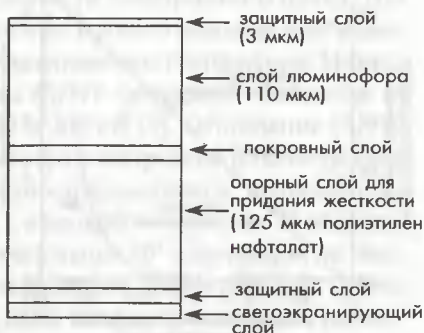 защитный слой
(3 мкм)
слой люминофора
(110 мкм)
покровный слой
опорный слой для
придания жесткости
(125 мкм полиэтилен
нафталат)
защитный слой
светоэкранирующий
слой